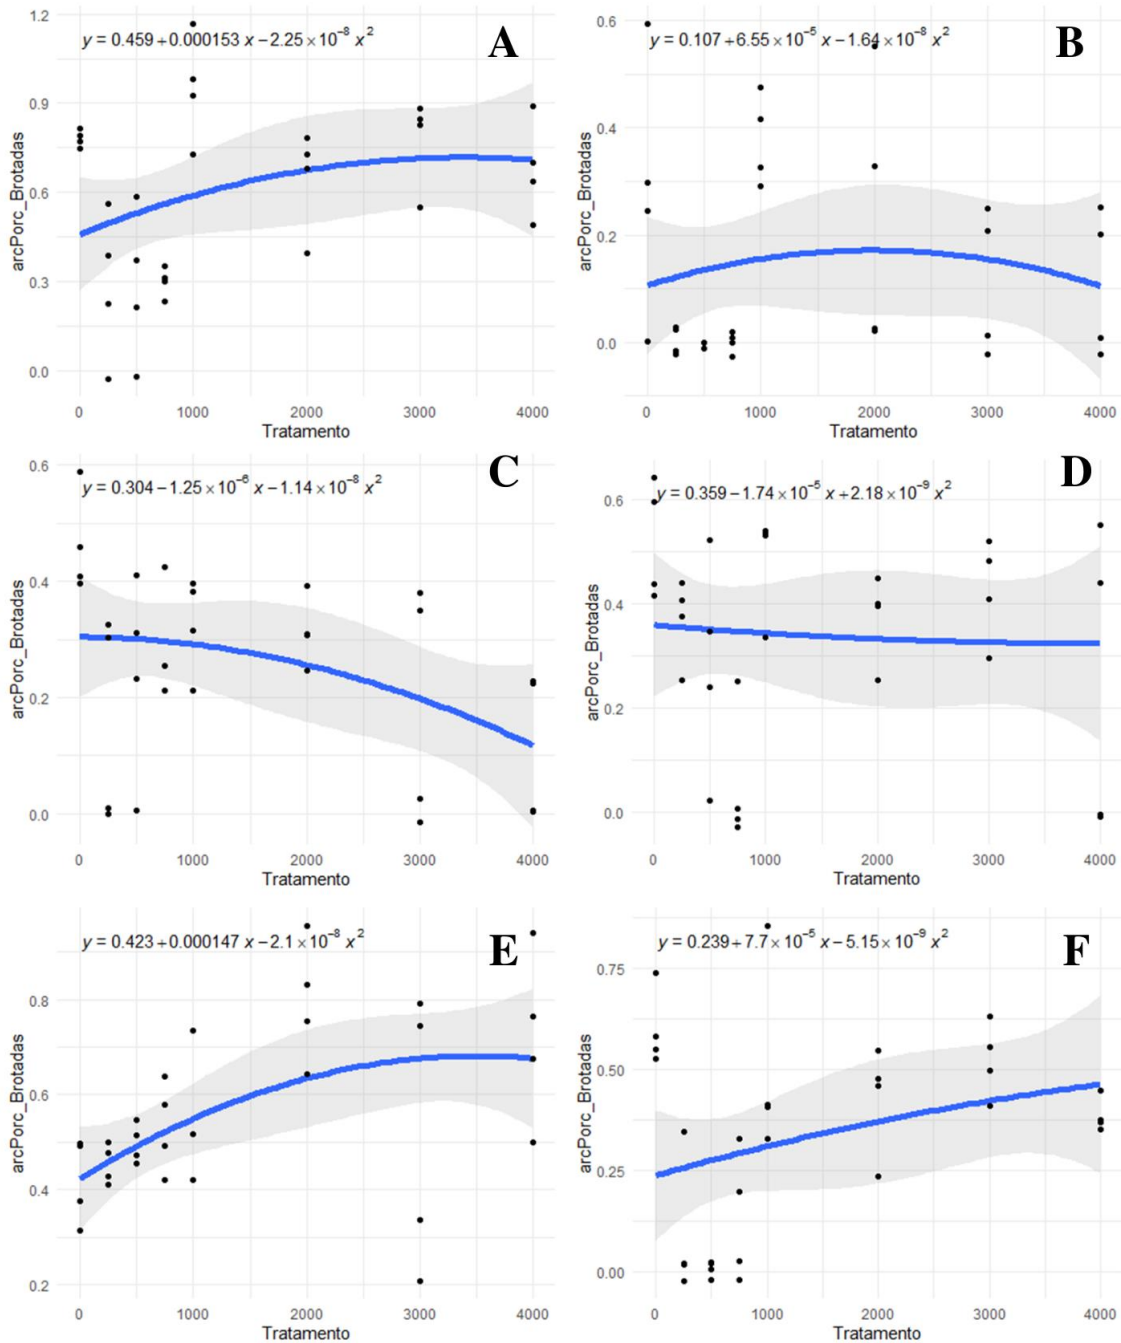 A
y = 0.459 + 0.000153 x − 2.25 × 10⁻⁸ x²
1.2
0.9
0.6
0.3
0.0
arcPorc_Brotadas
0 1000 2000 3000 4000
Tratamento
B
y = 0.107 + 6.55 × 10⁻⁵ x − 1.64 × 10⁻⁸ x²
0.6
0.4
0.2
0.0
arcPorc_Brotadas
0 1000 2000 3000 4000
Tratamento
C
y = 0.304 − 1.25 × 10⁻⁶ x − 1.14 × 10⁻⁸ x²
0.6
0.4
0.2
0.0
arcPorc_Brotadas
0 1000 2000 3000 4000
Tratamento
D
y = 0.359 − 1.74 × 10⁻⁵ x + 2.18 × 10⁻⁹ x²
0.6
0.4
0.2
0.0
arcPorc_Brotadas
0 1000 2000 3000 4000
Tratamento
E
y = 0.423 + 0.000147 x − 2.1 × 10⁻⁸ x²
0.8
0.6
0.4
0.2
arcPorc_Brotadas
0 1000 2000 3000 4000
Tratamento
F
y = 0.239 + 7.7 × 10⁻⁵ x − 5.15 × 10⁻⁹ x²
0.75
0.50
0.25
0.00
arcPorc_Brotadas
0 1000 2000 3000 4000
Tratamento